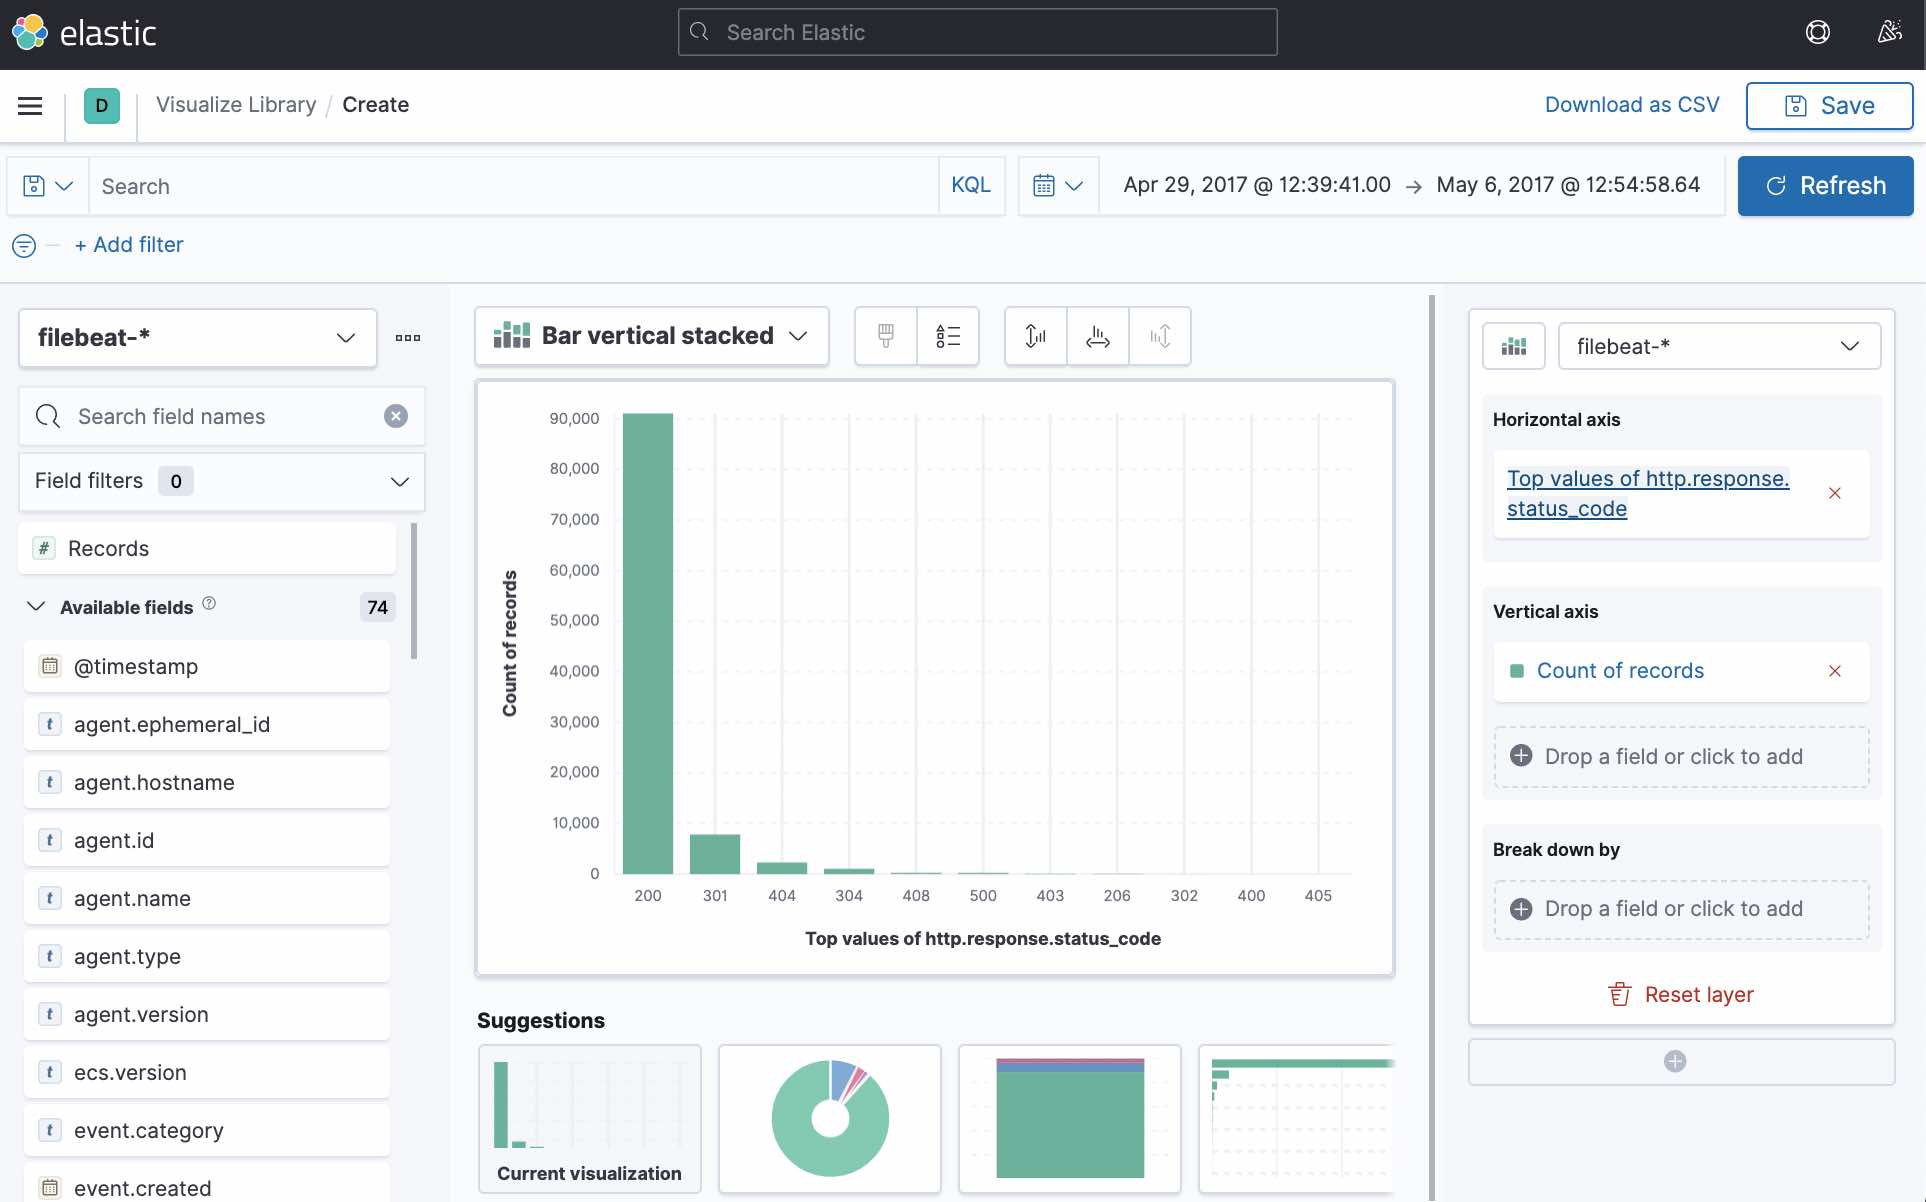 elastic
Search Elastic
D
Visualize Library / Create
Download as CSV
Save
Search
KQL
Apr 29, 2017 @ 12:39:41.00 → May 6, 2017 @ 12:54:58.64
Refresh
+ Add filter
filebeat-*
Search field names
Field filters 0
# Records
Available fields ? 74
@timestamp
t agent.ephemeral_id
t agent.hostname
t agent.id
t agent.name
t agent.type
t agent.version
t ecs.version
t event.category
event.created
Bar vertical stacked
Count of records
90,000
80,000
70,000
60,000
50,000
40,000
30,000
20,000
10,000
0
200 301 404 304 408 500 403 206 302 400 405
Top values of http.response.status_code
Suggestions
Current visualization
filebeat-*
Horizontal axis
Top values of http.response.
status_code
Vertical axis
Count of records
Drop a field or click to add
Break down by
Drop a field or click to add
Reset layer